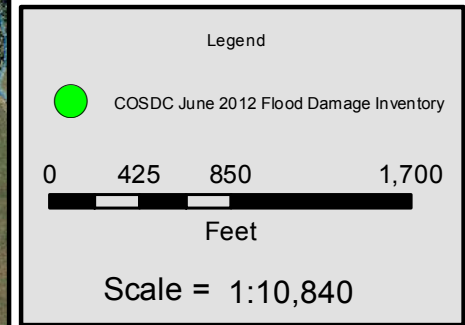 Legend
COSDC June 2012 Flood Damage Inventory
0 425 850 1,700
Feet
Scale = 1:10,840